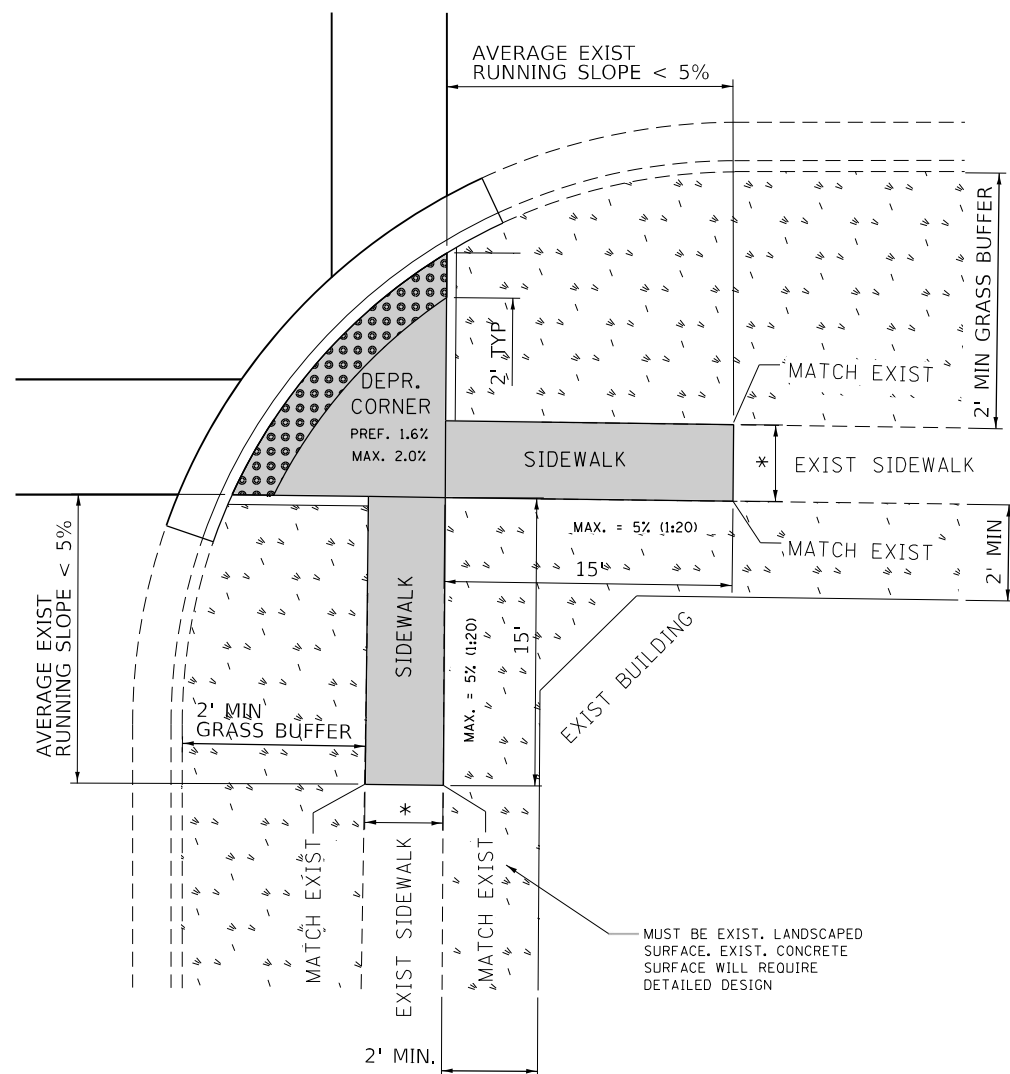 AVERAGE EXIST
RUNNING SLOPE < 5%
2' MIN GRASS BUFFER
2' TYP
DEPR.
CORNER
PREF. 1.6%
MAX. 2.0%
MATCH EXIST
SIDEWALK
*
EXIST SIDEWALK
MAX. = 5% (1:20)
MATCH EXIST
15'
2' MIN
AVERAGE EXIST
RUNNING SLOPE < 5%
SIDEWALK
MAX. = 5% (1:20)
15'
EXIST BUILDING
2' MIN
GRASS BUFFER
*
MATCH EXIST
EXIST SIDEWALK
MATCH EXIST
MUST BE EXIST. LANDSCAPED
SURFACE. EXIST. CONCRETE
SURFACE WILL REQUIRE
DETAILED DESIGN
2' MIN.